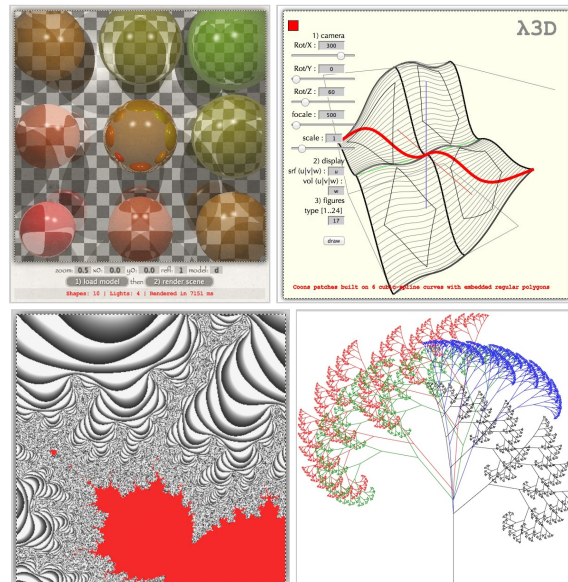 zoom: 0.5 x0: 0.0 y0: 0.0 refl: 1 model: d
1) load model then 2) render scene
Shapes: 10 | Lights: 4 | Rendered in 7151 ms
λ3D
1) camera
Rot/X : 300
Rot/Y : 0
Rot/Z : 60
focale : 500
scale : 1
2) display
srf (u|v|w) : u
vol (u|v|w) :
w
3) figures
type [1..24]
17
draw
Coons patches built on 6 cubic-spline curves with embedded regular polygons